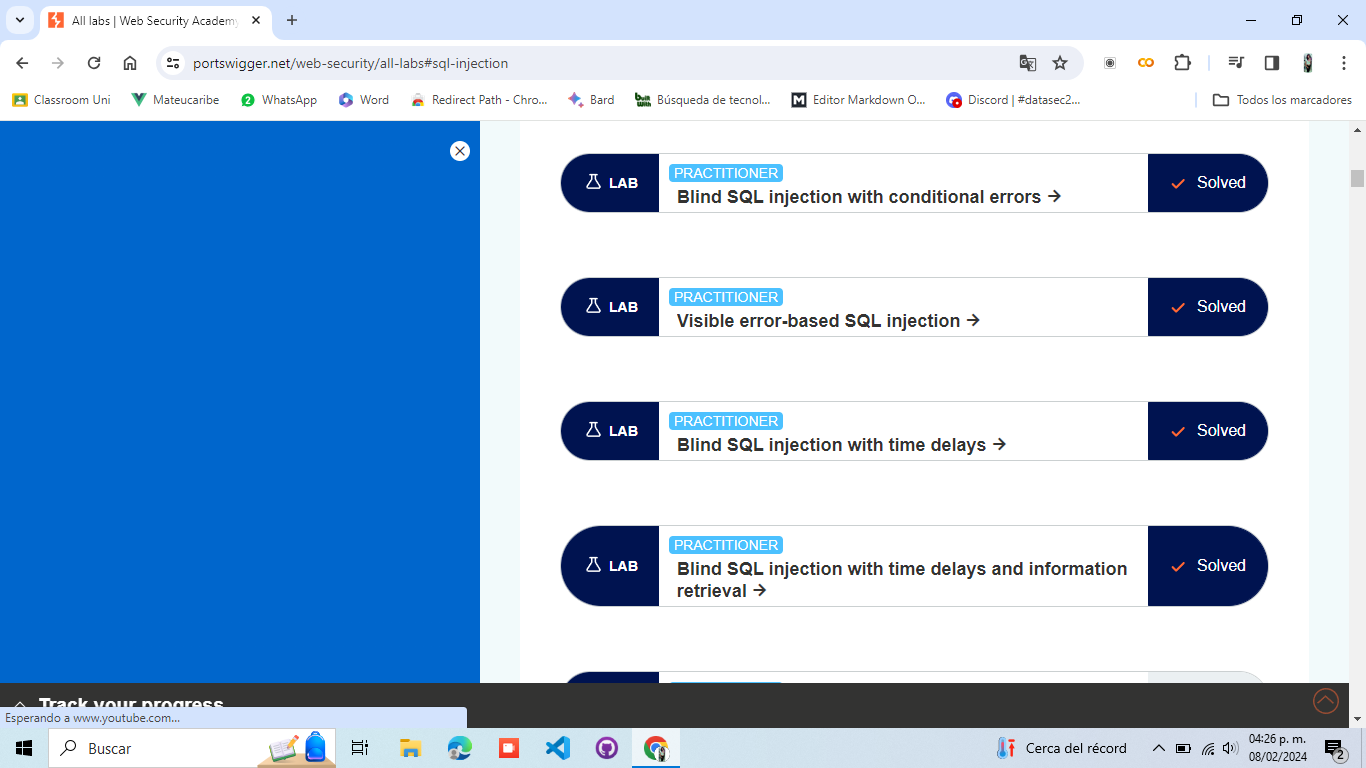 All labs | Web Security Academy
portswigger.net/web-security/all-labs#sql-injection
Classroom Uni
Mateucaribe
2
WhatsApp
Word
Redirect Path - Chro...
Bard
Búsqueda de tecnol...
Editor Markdown O...
Discord | #datasec2...
Todos los marcadores
LAB
PRACTITIONER
Blind SQL injection with conditional errors →
Solved
LAB
PRACTITIONER
Visible error-based SQL injection →
Solved
LAB
PRACTITIONER
Blind SQL injection with time delays →
Solved
LAB
PRACTITIONER
Blind SQL injection with time delays and information
retrieval →
Solved
Track your progress
Esperando a www.youtube.com...
Buscar
Cerca del récord
04:26 p. m.
08/02/2024
2